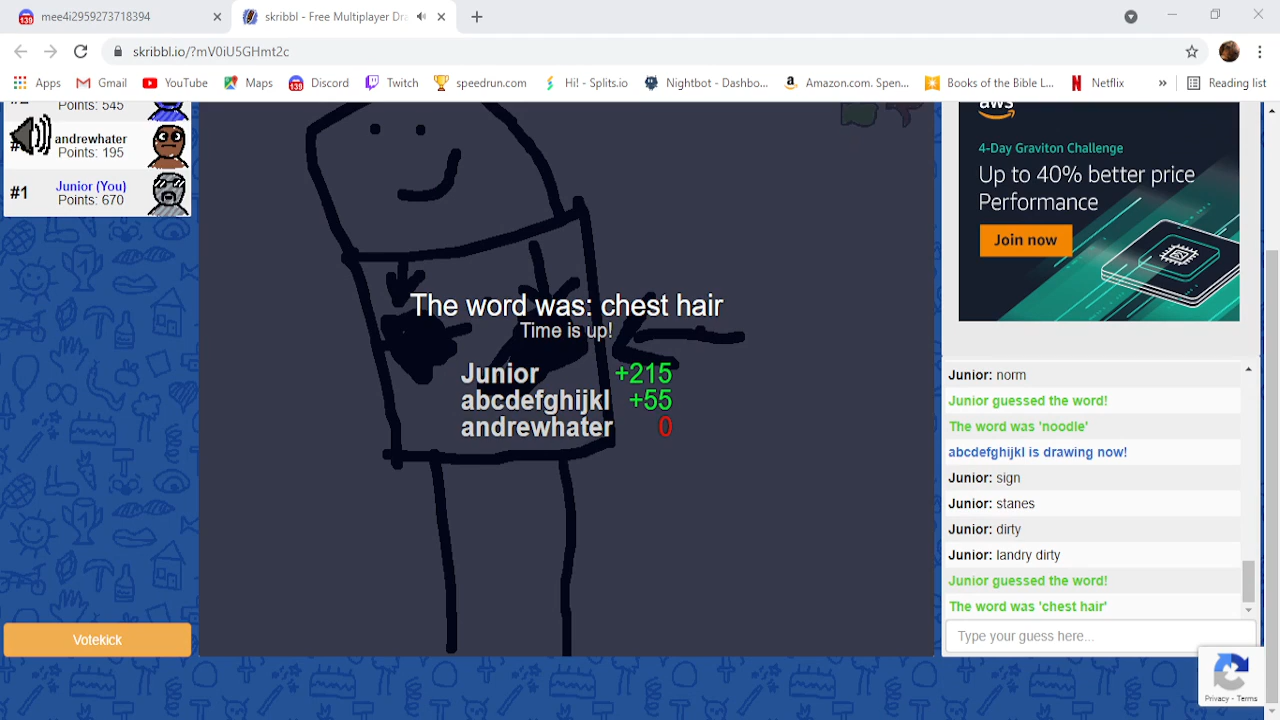 mee4i2959273718394
skribbl - Free Multiplayer Dra
skribbl.io/?mV0iU5GHmt2c
Apps
Gmail
YouTube
Maps
Discord
Twitch
speedrun.com
Hi! - Splits.io
Nightbot - Dashbo...
Amazon.com. Spen...
Books of the Bible L...
Netflix
»
Reading list
Points: 545
andrewhater
Points: 195
#1
Junior (You)
Points: 670
Votekick
The word was: chest hair
Time is up!
Junior +215
abcdefghijkl +55
andrewhater 0
aws
4-Day Graviton Challenge
Up to 40% better price
Performance
Join now
Junior: norm
Junior guessed the word!
The word was 'noodle'
abcdefghijkl is drawing now!
Junior: sign
Junior: stanes
Junior: dirty
Junior: landry dirty
Junior guessed the word!
The word was 'chest hair'
Type your guess here...
Privacy - Terms